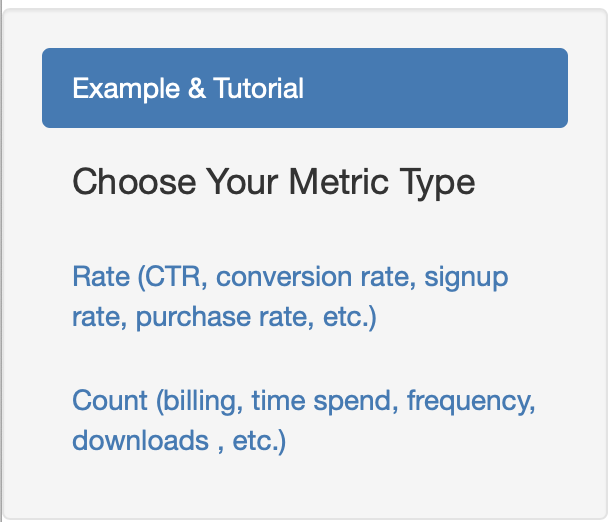 Example & Tutorial
Choose Your Metric Type
Rate (CTR, conversion rate, signup
rate, purchase rate, etc.)
Count (billing, time spend, frequency,
downloads , etc.)